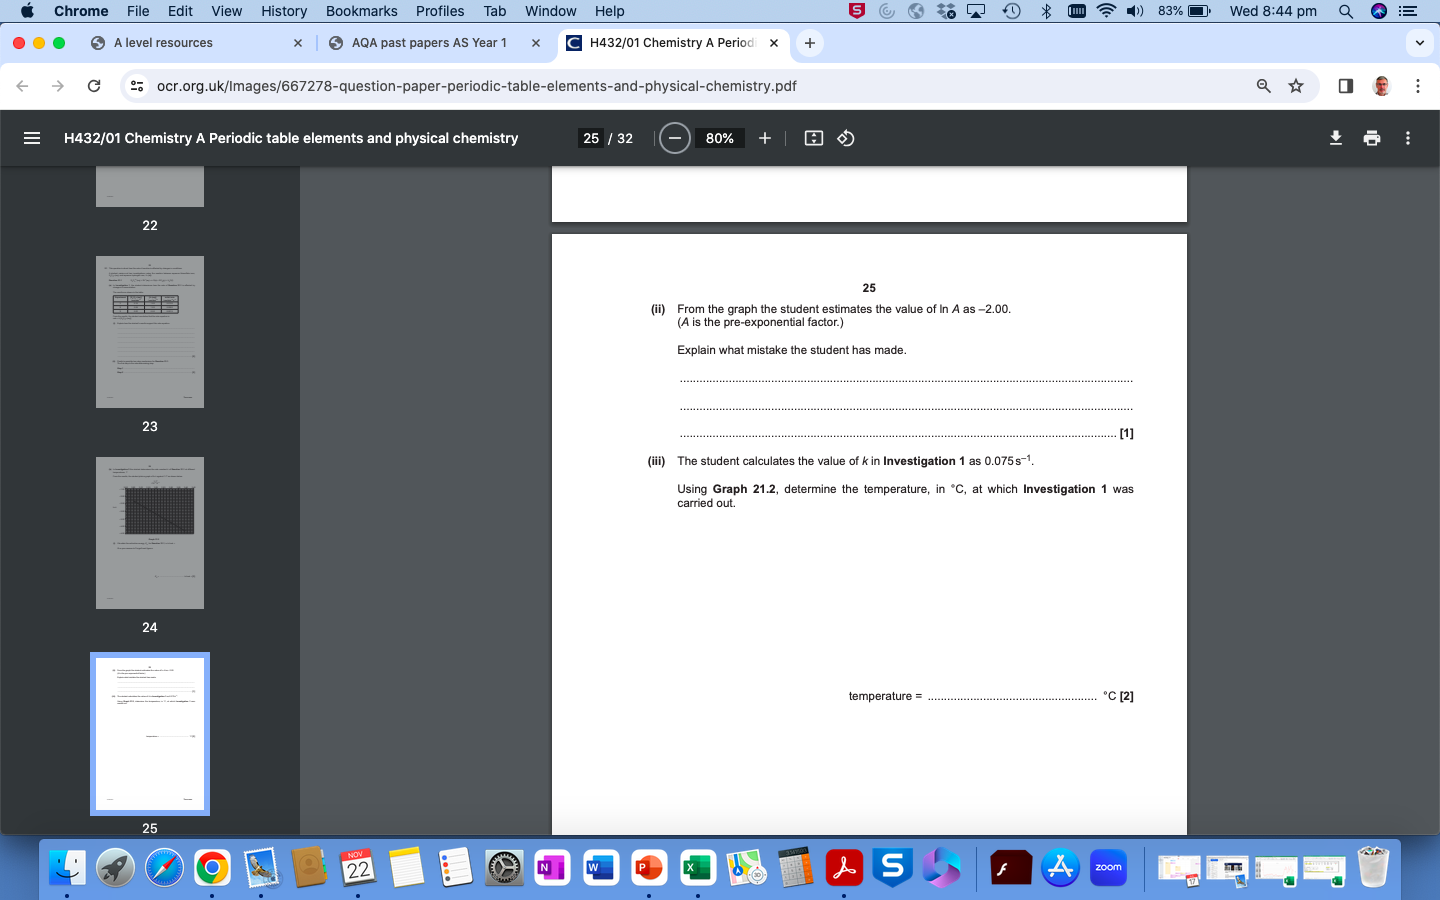 Chrome File Edit View History Bookmarks Profiles Tab Window Help
83% Wed 8:44 pm
A level resources
AQA past papers AS Year 1
H432/01 Chemistry A Periodi
ocr.org.uk/Images/667278-question-paper-periodic-table-elements-and-physical-chemistry.pdf
H432/01 Chemistry A Periodic table elements and physical chemistry
25 / 32
80%
22
23
24
25
25
(ii) From the graph the student estimates the value of ln A as –2.00.
(A is the pre-exponential factor.)
Explain what mistake the student has made.
.......................................................................................................................................
.......................................................................................................................................
.................................................................................................................................. [1]
(iii) The student calculates the value of k in Investigation 1 as 0.075 s⁻¹.
Using Graph 21.2, determine the temperature, in °C, at which Investigation 1 was
carried out.
temperature = .................................................... °C [2]
NOV
22
zoom
17